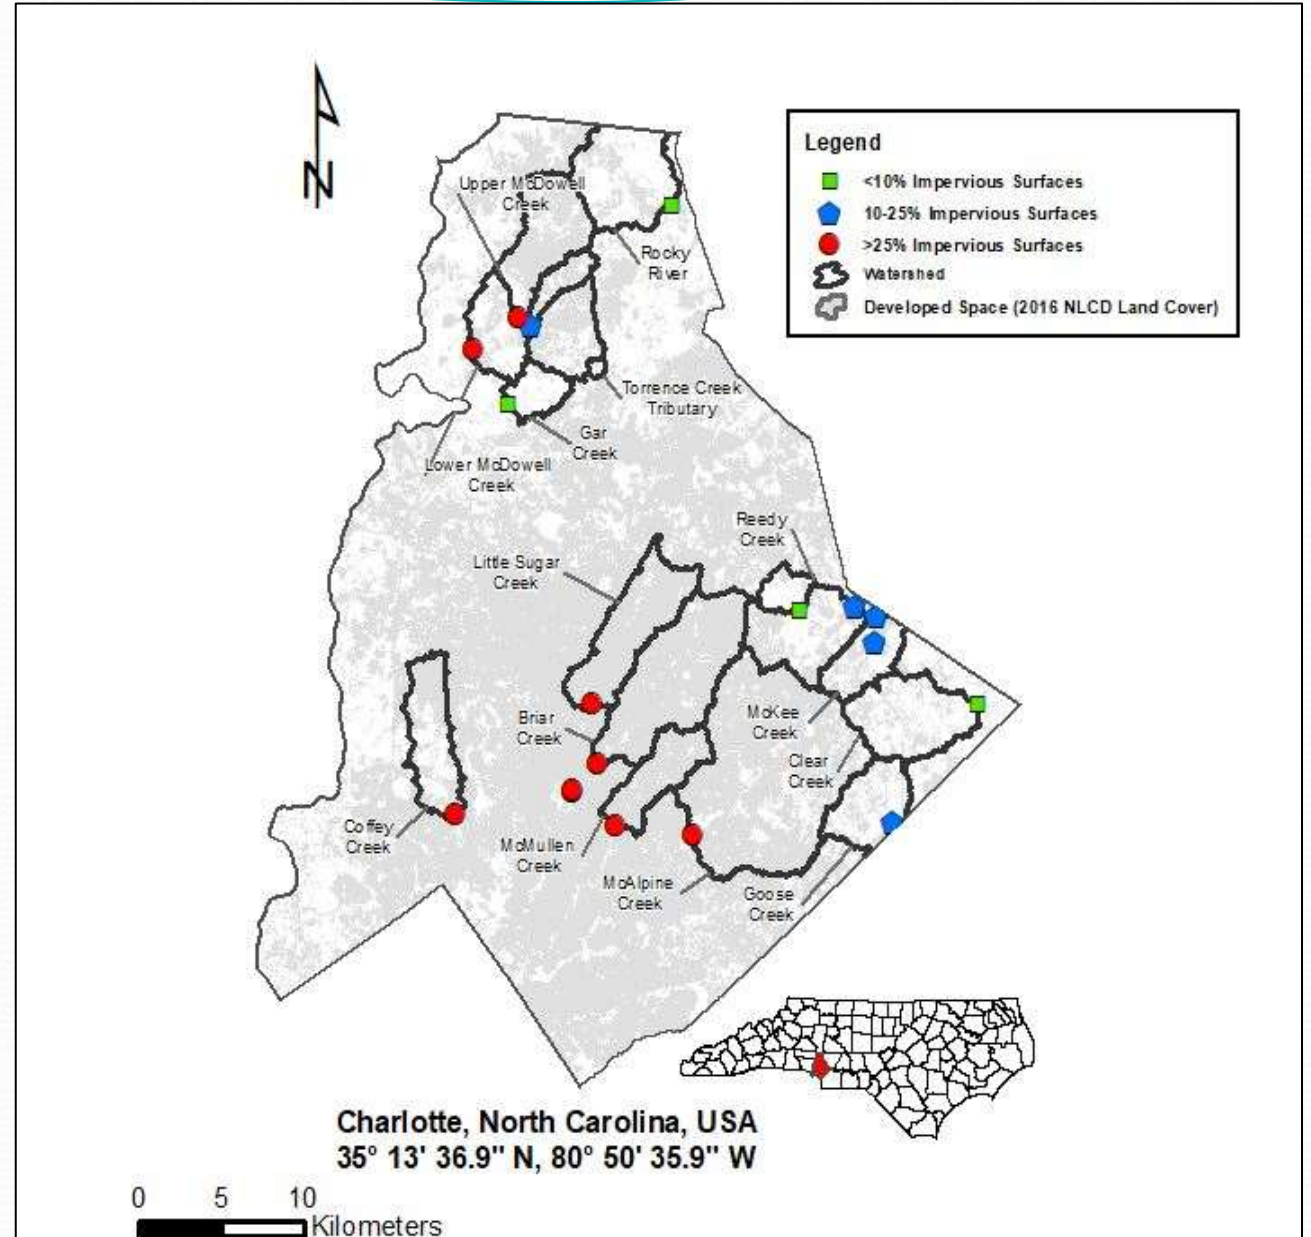 N
Legend
<10% Impervious Surfaces
10-25% Impervious Surfaces
>25% Impervious Surfaces
Watershed
Developed Space (2016 NLCD Land Cover)
Upper McDowell
Creek
Rocky
River
Torrence Creek
Tributary
Gar
Creek
Lower McDowell
Creek
Reedy
Creek
Little Sugar
Creek
Briar
Creek
McKee
Creek
Clear
Creek
Coffey
Creek
McMullen
Creek
McAlpine
Creek
Goose
Creek
Charlotte, North Carolina, USA
35° 13' 36.9" N, 80° 50' 35.9" W
0 5 10
Kilometers